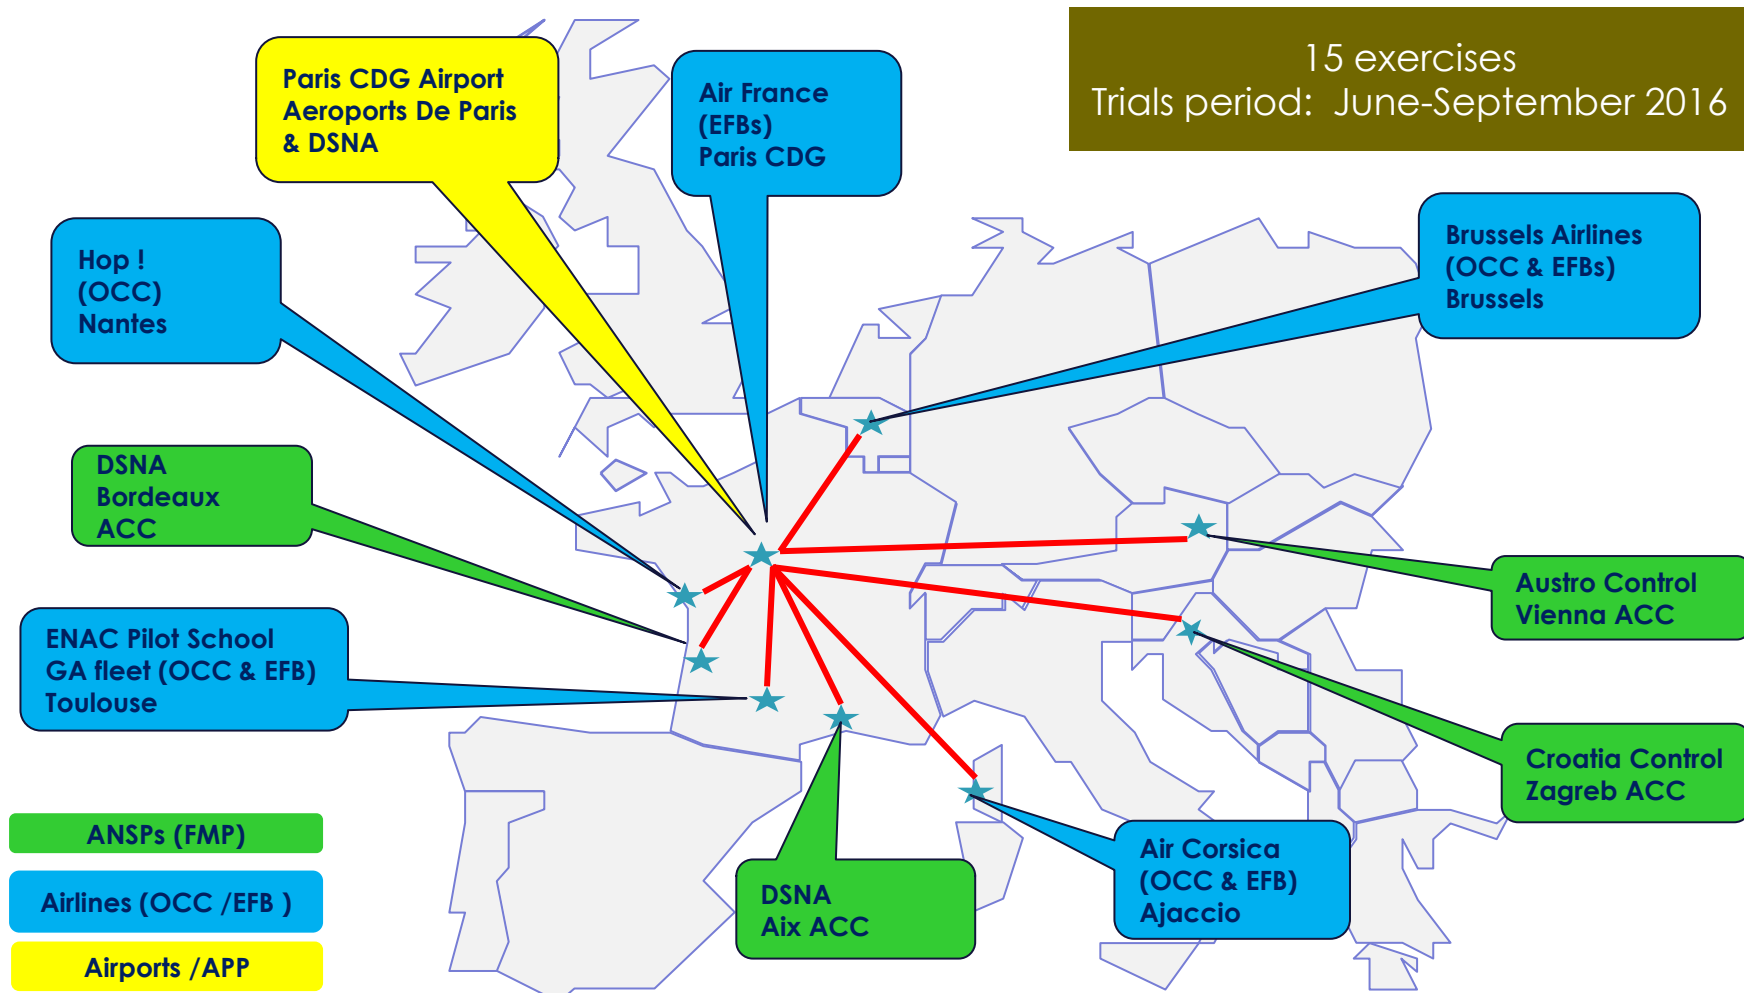 15 exercises
Trials period: June-September 2016
Paris CDG Airport
Aeroports De Paris
& DSNA
Air France
(EFBs)
Paris CDG
Hop !
(OCC)
Nantes
Brussels Airlines
(OCC & EFBs)
Brussels
DSNA
Bordeaux
ACC
Austro Control
Vienna ACC
ENAC Pilot School
GA fleet (OCC & EFB)
Toulouse
Croatia Control
Zagreb ACC
Air Corsica
(OCC & EFB)
Ajaccio
DSNA
Aix ACC
ANSPs (FMP)
Airlines (OCC /EFB )
Airports /APP